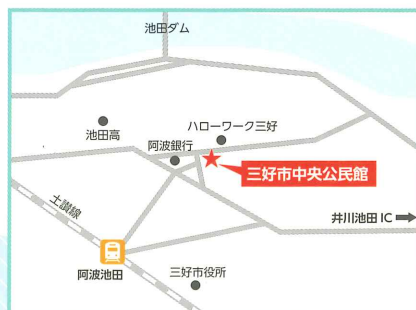 池田ダム
ハローワーク三好
池田高
阿波銀行
三好市中央公民館
土讃線
井川池田 IC
阿波池田
三好市役所